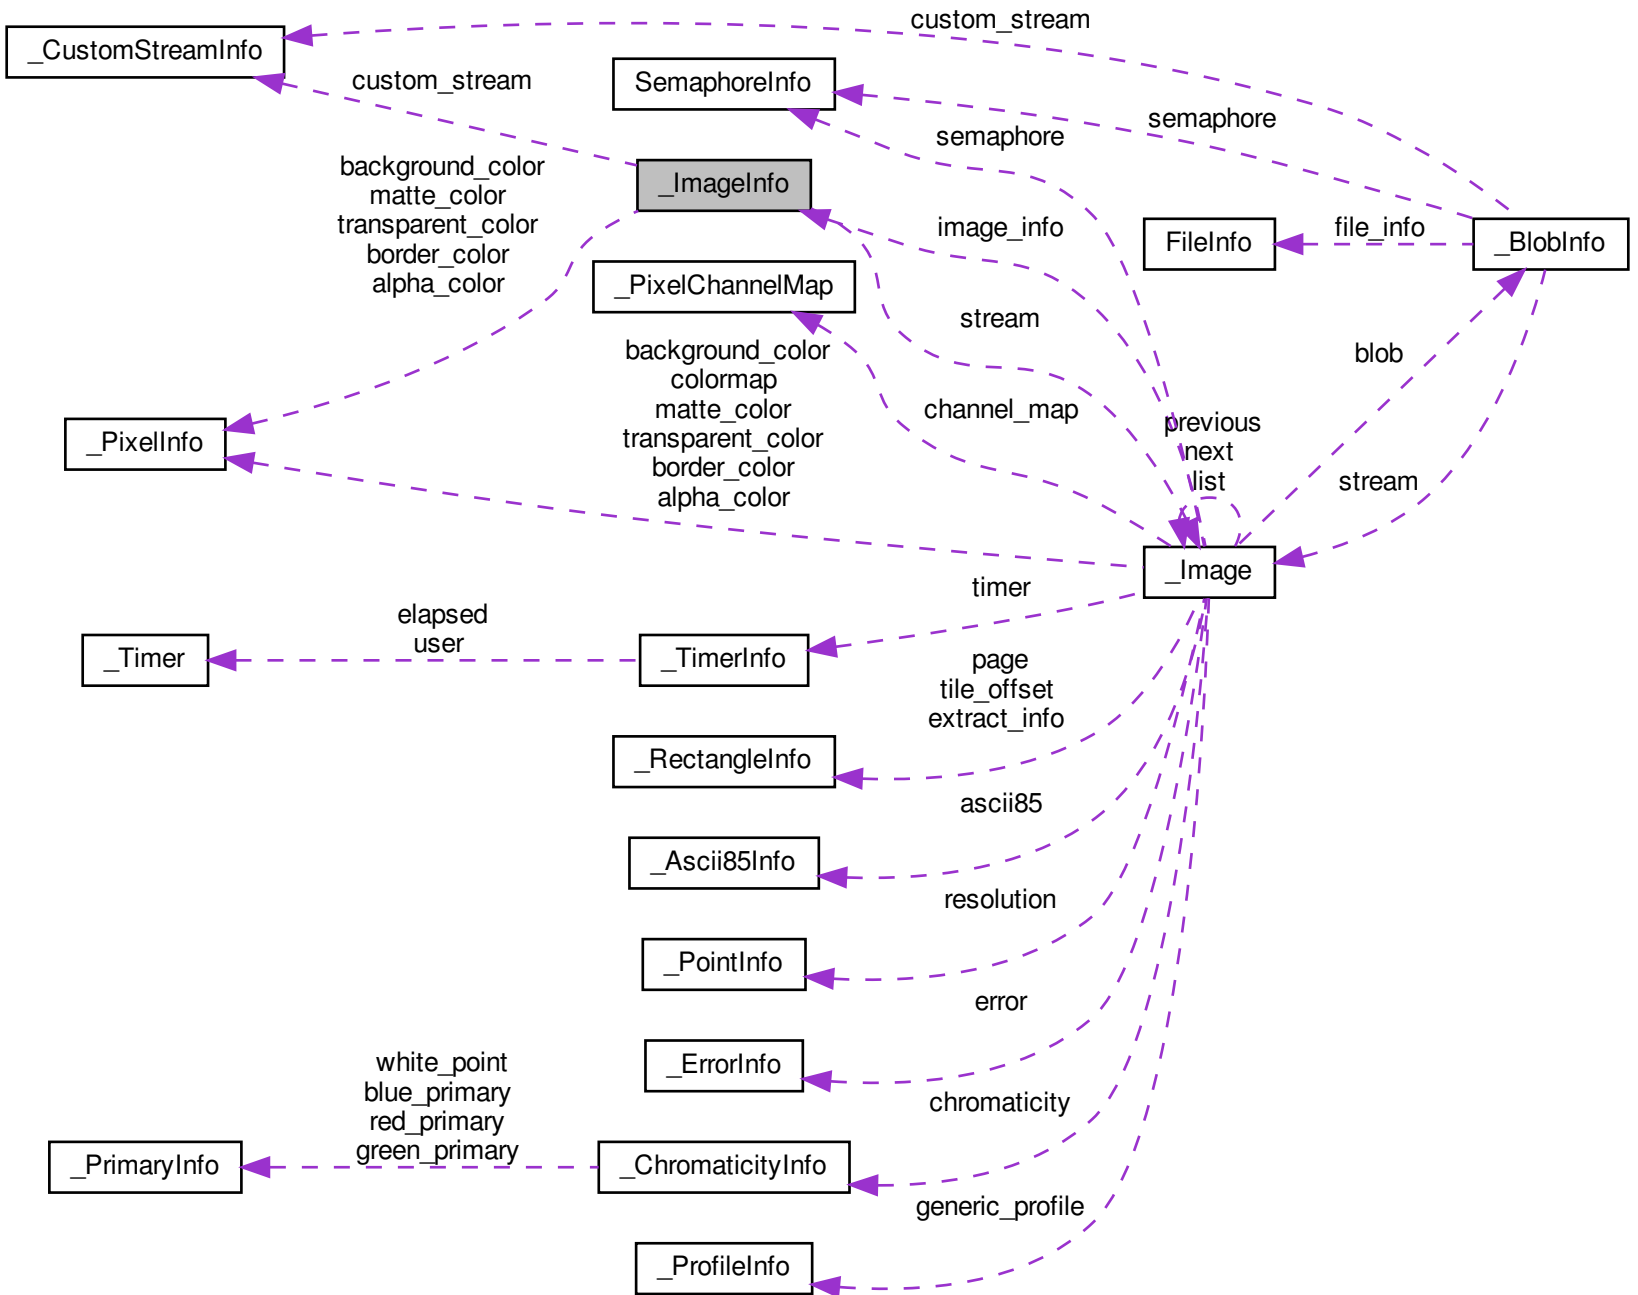 custom_stream
_CustomStreamInfo
custom_stream
SemaphoreInfo
semaphore
semaphore
background_color
matte_color
transparent_color
border_color
alpha_color
_ImageInfo
image_info
FileInfo
file_info
_BlobInfo
_PixelChannelMap
stream
background_color
colormap
matte_color
transparent_color
border_color
alpha_color
blob
channel_map
previous
next
list
_PixelInfo
stream
_Image
timer
elapsed
user
_Timer
_TimerInfo
page
tile_offset
extract_info
_RectangleInfo
ascii85
_Ascii85Info
resolution
_PointInfo
error
_ErrorInfo
chromaticity
white_point
blue_primary
red_primary
green_primary
_PrimaryInfo
_ChromaticityInfo
generic_profile
_ProfileInfo